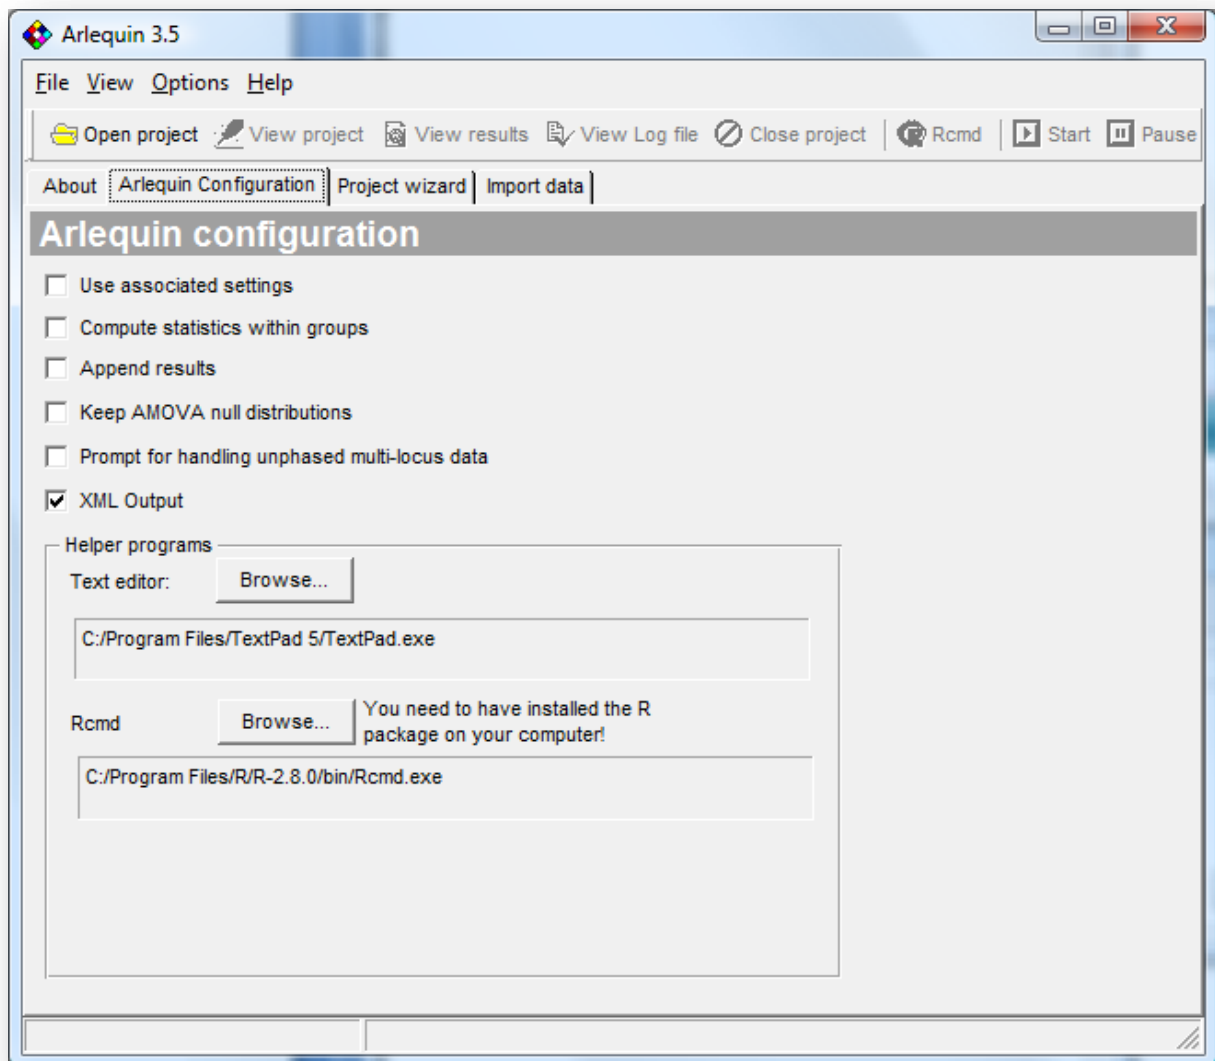 Arlequin 3.5
File View Options Help
Open project View project View results View Log file Close project Rcmd Start Pause
About Arlequin Configuration Project wizard Import data
Arlequin configuration
Use associated settings
Compute statistics within groups
Append results
Keep AMOVA null distributions
Prompt for handling unphased multi-locus data
XML Output
Helper programs
Text editor: Browse...
C:/Program Files/TextPad 5/TextPad.exe
Rcmd Browse... You need to have installed the R
package on your computer!
C:/Program Files/R/R-2.8.0/bin/Rcmd.exe